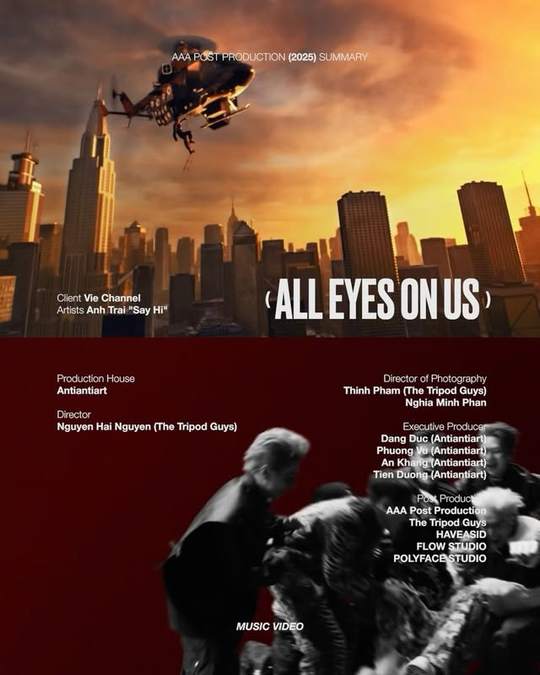 AAA POST PRODUCTION (2025) SUMMARY
Client Vie Channel
Artists Anh Trai "Say Hi"
( ALL EYES ON US )
Production House
Antiantiart
Director
Nguyen Hai Nguyen (The Tripod Guys)
Director of Photography
Thinh Pham (The Tripod Guys)
Nghia Minh Phan
Executive Producer
Dang Duc (Antiantiart)
Phuong Vu (Antiantiart)
An Khang (Antiantiart)
Tien Duong (Antiantiart)
Post Product
AAA Post Production
The Tripod Guys
HAVEASID
FLOW STUDIO
POLYFACE STUDIO
MUSIC VIDEO